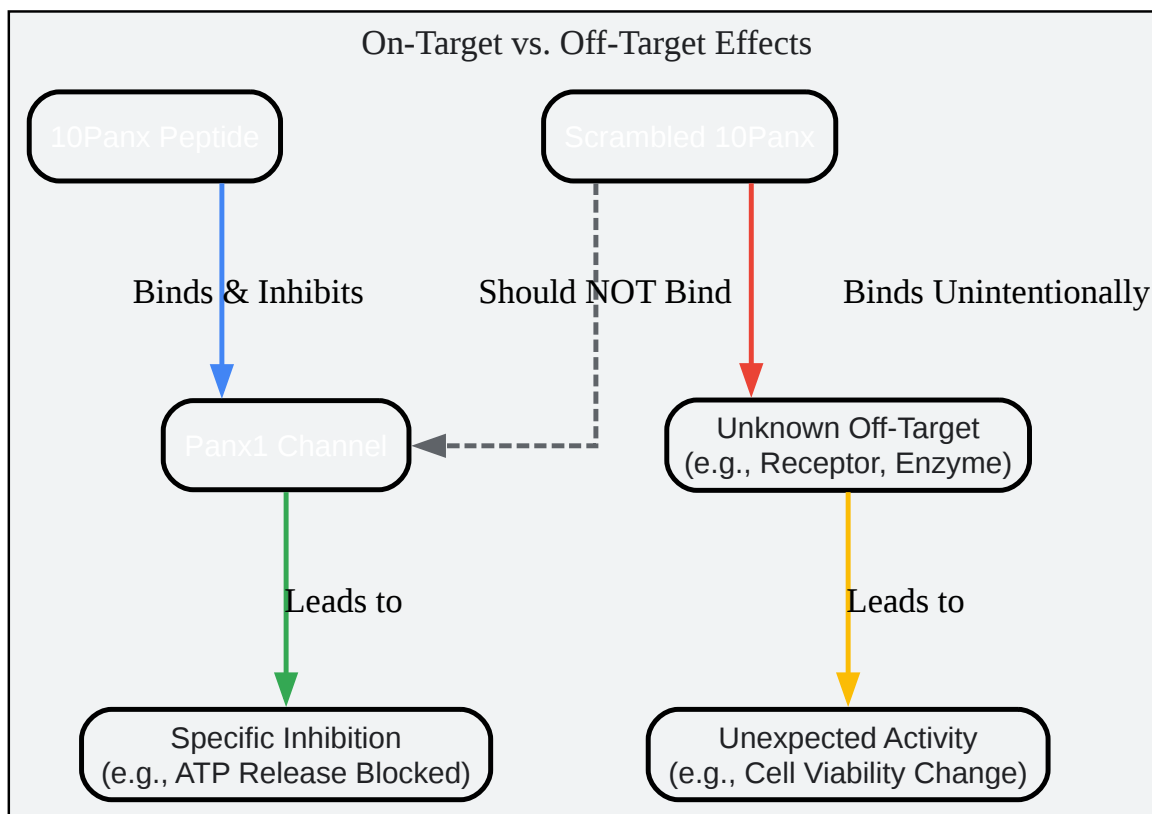 On-Target vs. Off-Target Effects
10Panx Peptide
Scrambled 10Panx
Binds & Inhibits
Should NOT Bind
Binds Unintentionally
Panx1 Channel
Unknown Off-Target
(e.g., Receptor, Enzyme)
Leads to
Leads to
Specific Inhibition
(e.g., ATP Release Blocked)
Unexpected Activity
(e.g., Cell Viability Change)